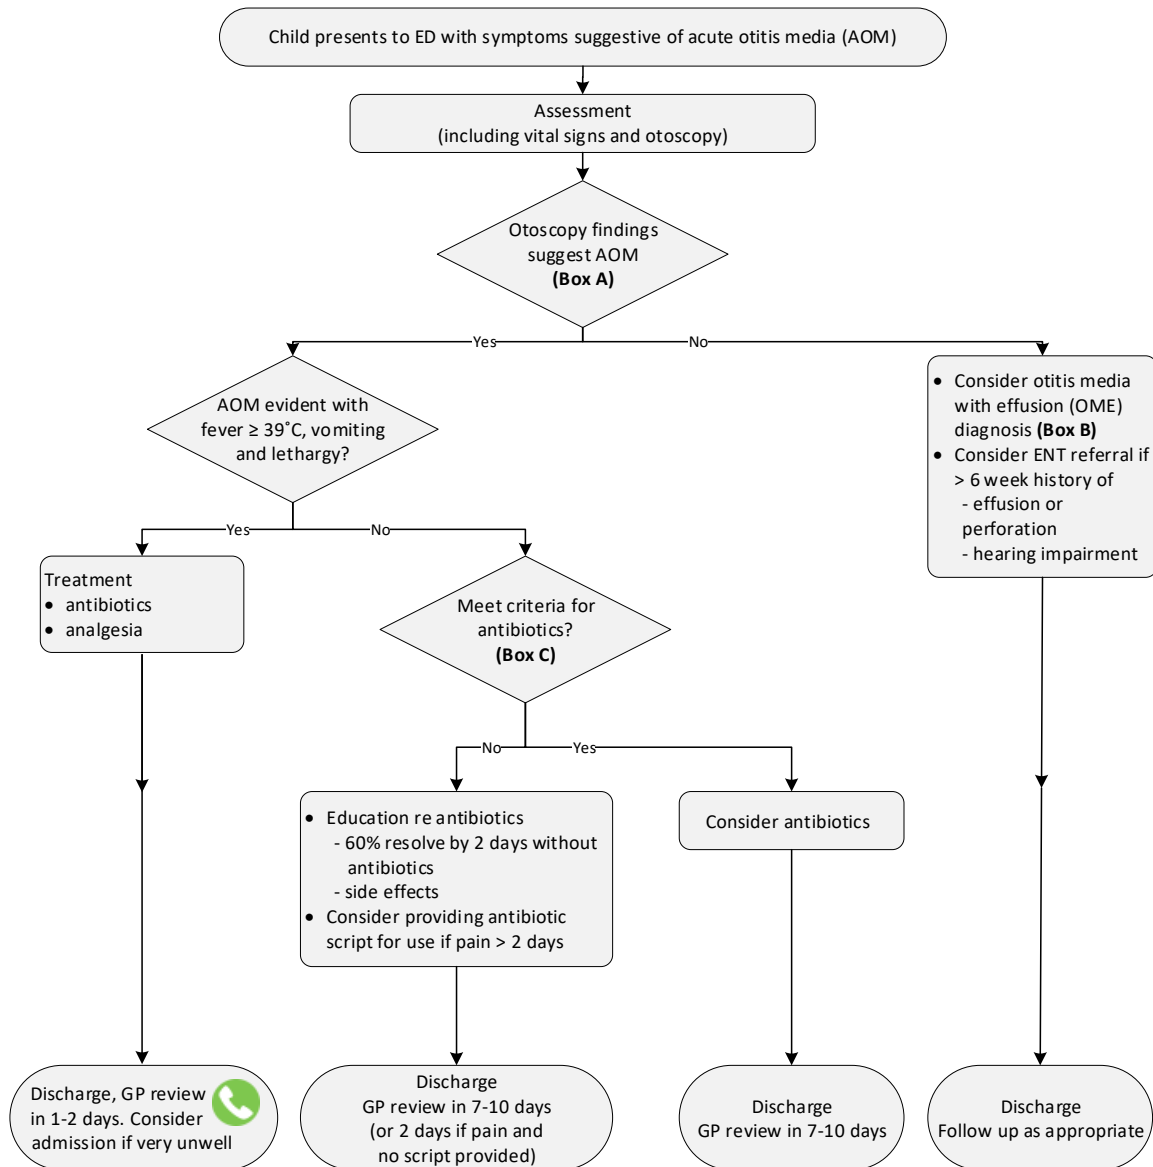 Child presents to ED with symptoms suggestive of acute otitis media (AOM)
Assessment
(including vital signs and otoscopy)
Otoscopy findings
suggest AOM
(Box A)
Yes
No
AOM evident with
fever ≥ 39˚C, vomiting
and lethargy?
• Consider otitis media
with effusion (OME)
diagnosis (Box B)
• Consider ENT referral if
> 6 week history of
- effusion or
perforation
- hearing impairment
Yes
No
Treatment
• antibiotics
• analgesia
Meet criteria for
antibiotics?
(Box C)
No
Yes
• Education re antibiotics
- 60% resolve by 2 days without
antibiotics
- side effects
• Consider providing antibiotic
script for use if pain > 2 days
Consider antibiotics
Discharge, GP review
in 1-2 days. Consider
admission if very unwell
Discharge
GP review in 7-10 days
(or 2 days if pain and
no script provided)
Discharge
GP review in 7-10 days
Discharge
Follow up as appropriate